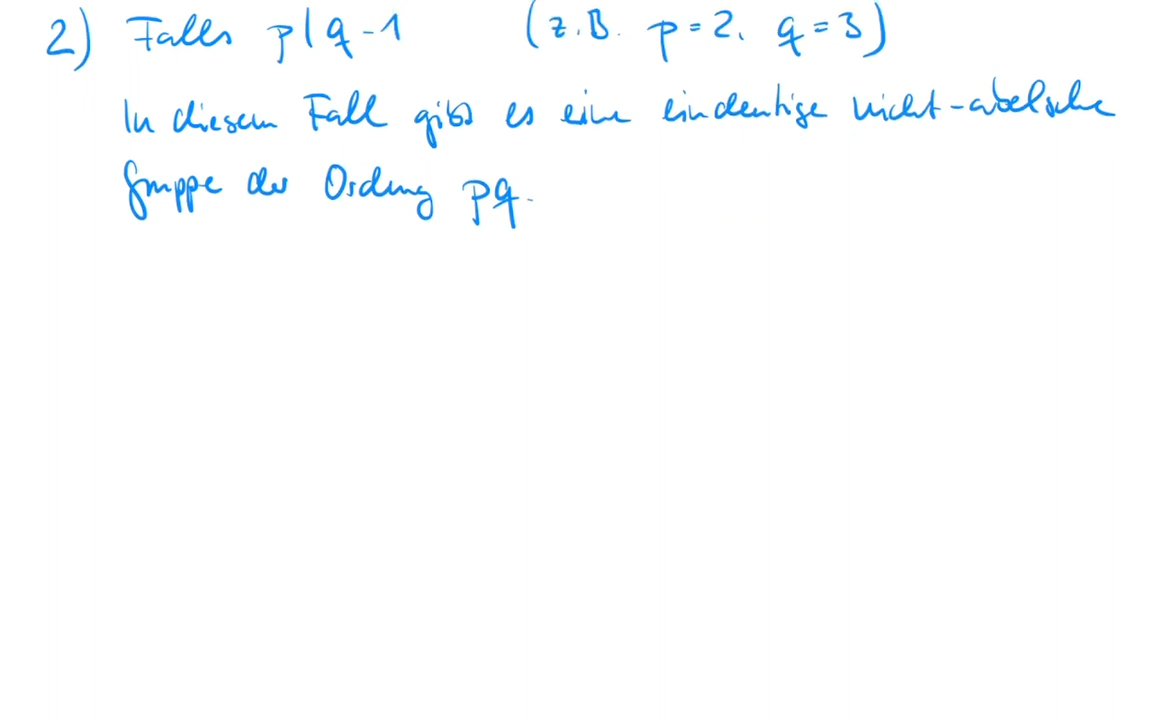 2) Falls p|q-1 (z.B. p=2, q=3)
In diesem Fall gibt es eine eindeutige nicht-abelsche
Gruppe der Ordnung pq.